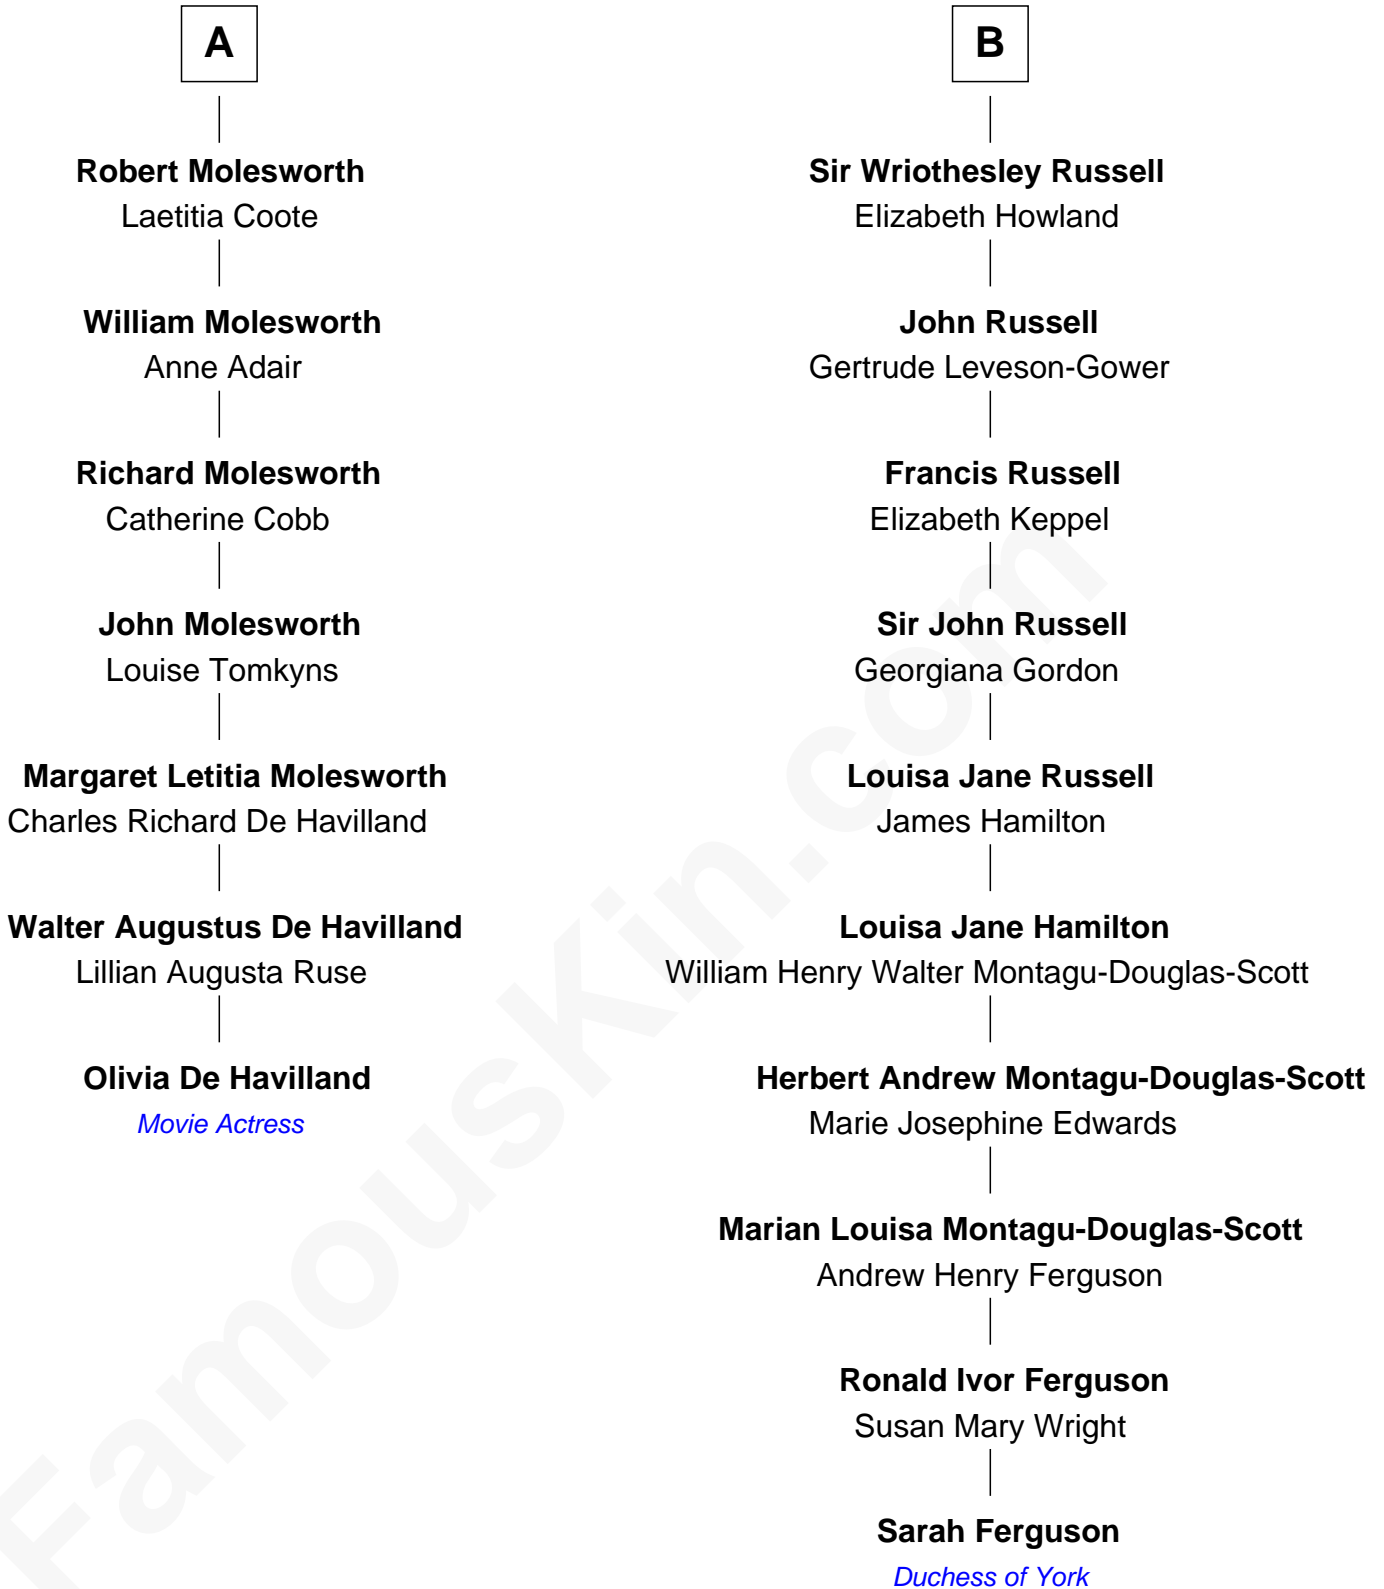 A
Robert Molesworth
Laetitia Coote
William Molesworth
Anne Adair
Richard Molesworth
Catherine Cobb
John Molesworth
Louise Tomkyns
Margaret Letitia Molesworth
Charles Richard De Havilland
Walter Augustus De Havilland
Lillian Augusta Ruse
Olivia De Havilland
Movie Actress
B
Sir Wriothesley Russell
Elizabeth Howland
John Russell
Gertrude Leveson-Gower
Francis Russell
Elizabeth Keppel
Sir John Russell
Georgiana Gordon
Louisa Jane Russell
James Hamilton
Louisa Jane Hamilton
William Henry Walter Montagu-Douglas-Scott
Herbert Andrew Montagu-Douglas-Scott
Marie Josephine Edwards
Marian Louisa Montagu-Douglas-Scott
Andrew Henry Ferguson
Ronald Ivor Ferguson
Susan Mary Wright
Sarah Ferguson
Duchess of York
FamousKin.com